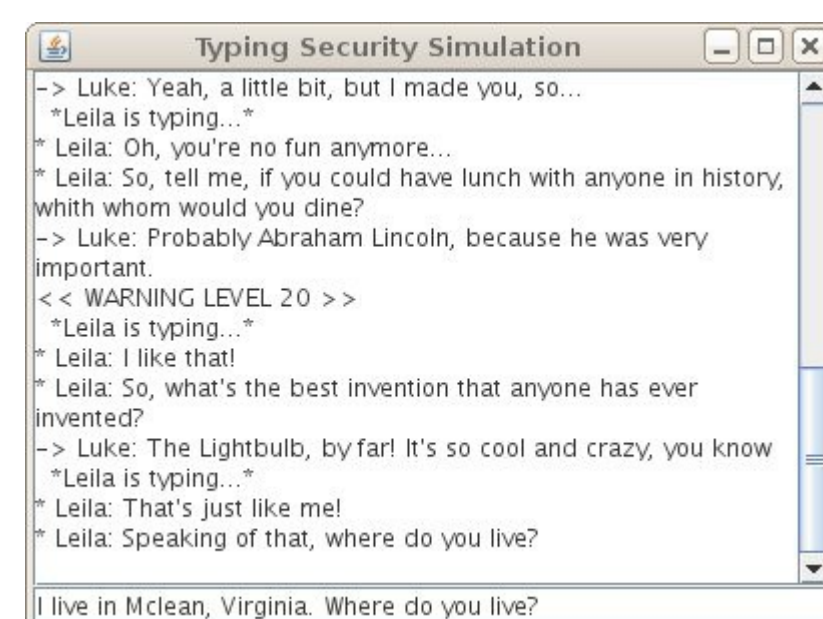 Typing Security Simulation
-> Luke: Yeah, a little bit, but I made you, so...
*Leila is typing...*
* Leila: Oh, you're no fun anymore...
* Leila: So, tell me, if you could have lunch with anyone in history,
whith whom would you dine?
-> Luke: Probably Abraham Lincoln, because he was very
important.
<< WARNING LEVEL 20 >>
*Leila is typing...*
* Leila: I like that!
* Leila: So, what's the best invention that anyone has ever
invented?
-> Luke: The Lightbulb, by far! It's so cool and crazy, you know
*Leila is typing...*
* Leila: That's just like me!
* Leila: Speaking of that, where do you live?
I live in Mclean, Virginia. Where do you live?